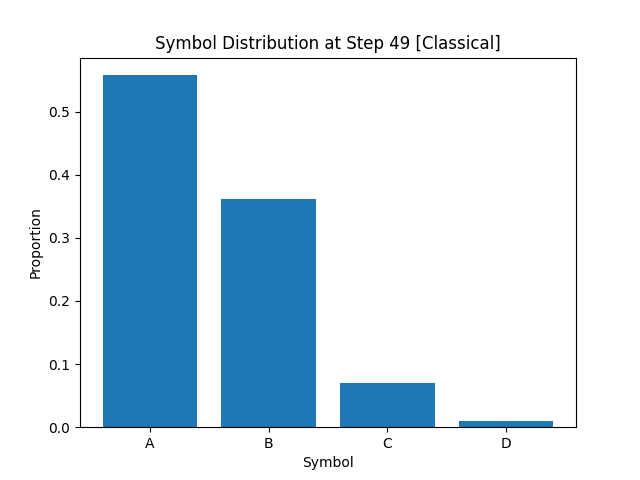 Symbol Distribution at Step 49 [Classical]
Proportion
0.5
0.4
0.3
0.2
0.1
0.0
A B C D
Symbol